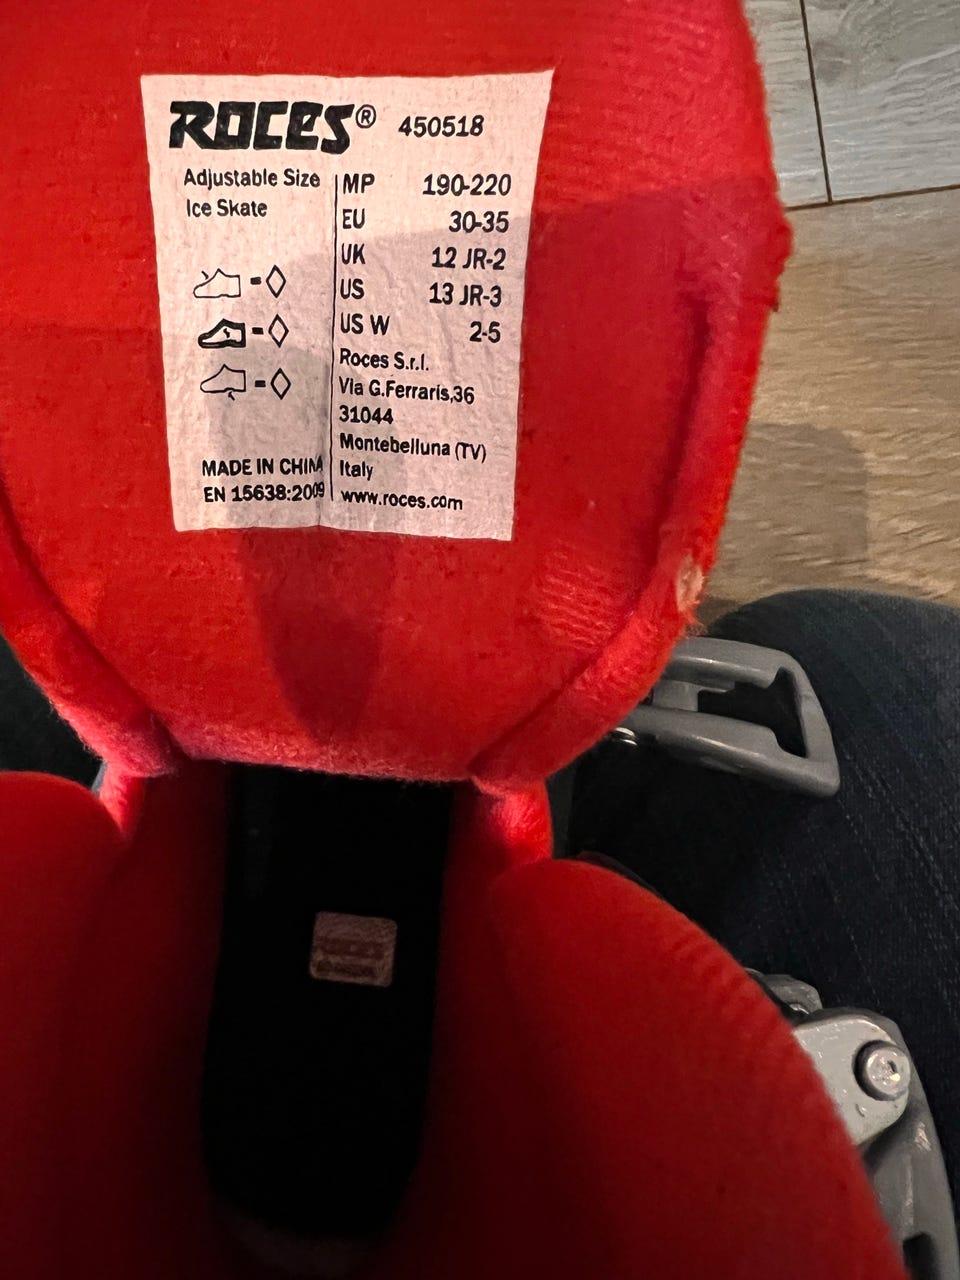 ROCES® 450518
Adjustable Size
Ice Skate
MP 190-220
EU 30-35
UK 12 JR-2
US 13 JR-3
US W 2-5
Roces S.r.l.
Via G.Ferraris,36
31044
Montebelluna (TV)
Italy
www.roces.com
= ◊
= ◊
= ◊
MADE IN CHINA
EN 15638:2009